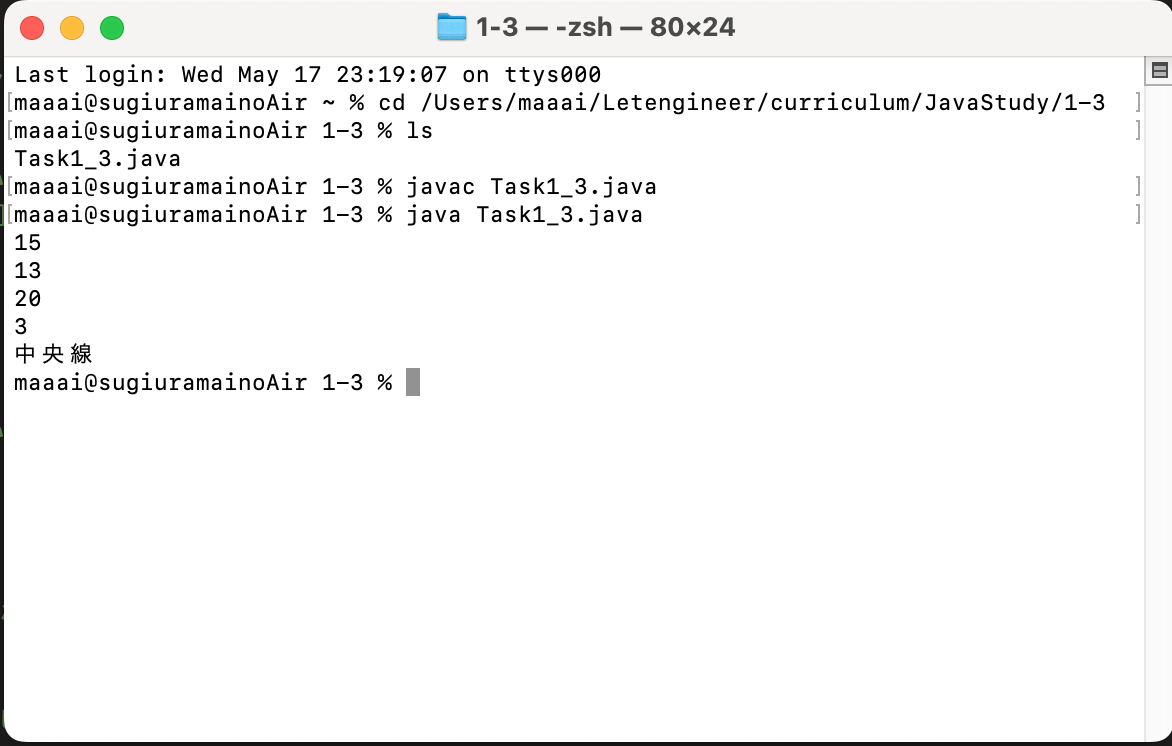 1-3 — -zsh — 80×24
Last login: Wed May 17 23:19:07 on ttys000
[maaai@sugiuramainoAir ~ % cd /Users/maaai/Letengineer/curriculum/JavaStudy/1-3 ]
[maaai@sugiuramainoAir 1-3 % ls ]
Task1_3.java
[maaai@sugiuramainoAir 1-3 % javac Task1_3.java ]
[maaai@sugiuramainoAir 1-3 % java Task1_3.java ]
15
13
20
3
中央線
maaai@sugiuramainoAir 1-3 %